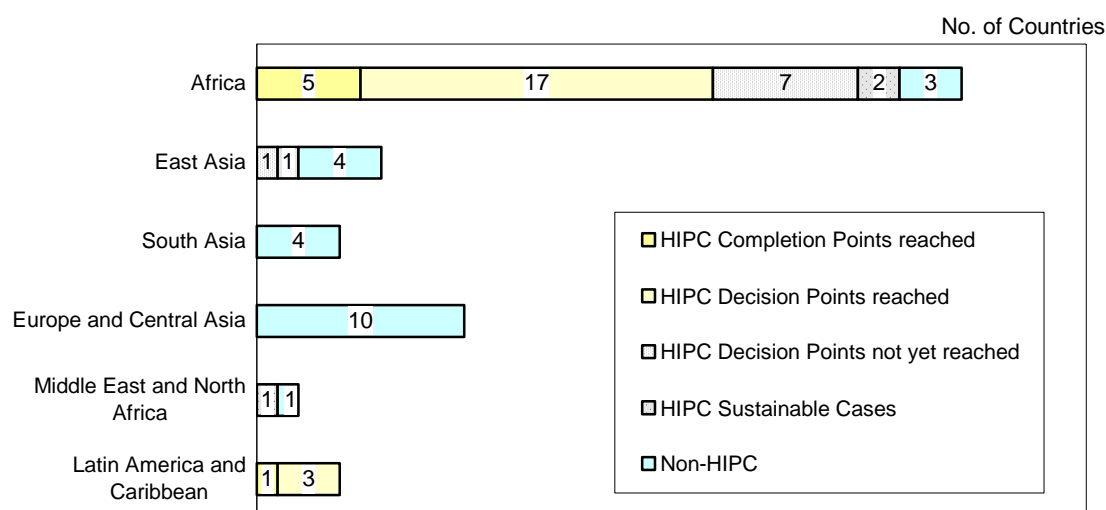 No. of Countries
Africa
5 17 7 2 3
East Asia
1 1 4
South Asia
4
Europe and Central Asia
10
Middle East and North
Africa
1 1
Latin America and
Caribbean
1 3
HIPC Completion Points reached
HIPC Decision Points reached
HIPC Decision Points not yet reached
HIPC Sustainable Cases
Non-HIPC